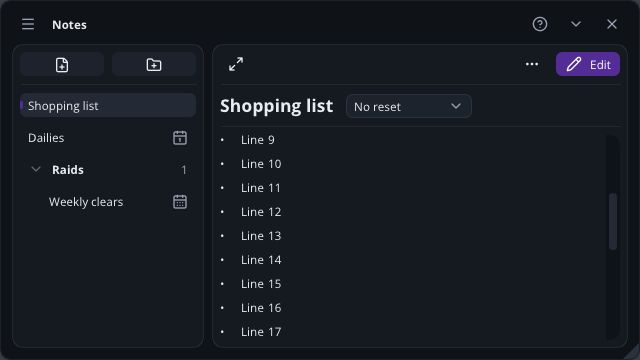 Notes
Edit
Shopping list
Dailies
Raids 1
Weekly clears
Shopping list No reset
• Line 9
• Line 10
• Line 11
• Line 12
• Line 13
• Line 14
• Line 15
• Line 16
• Line 17